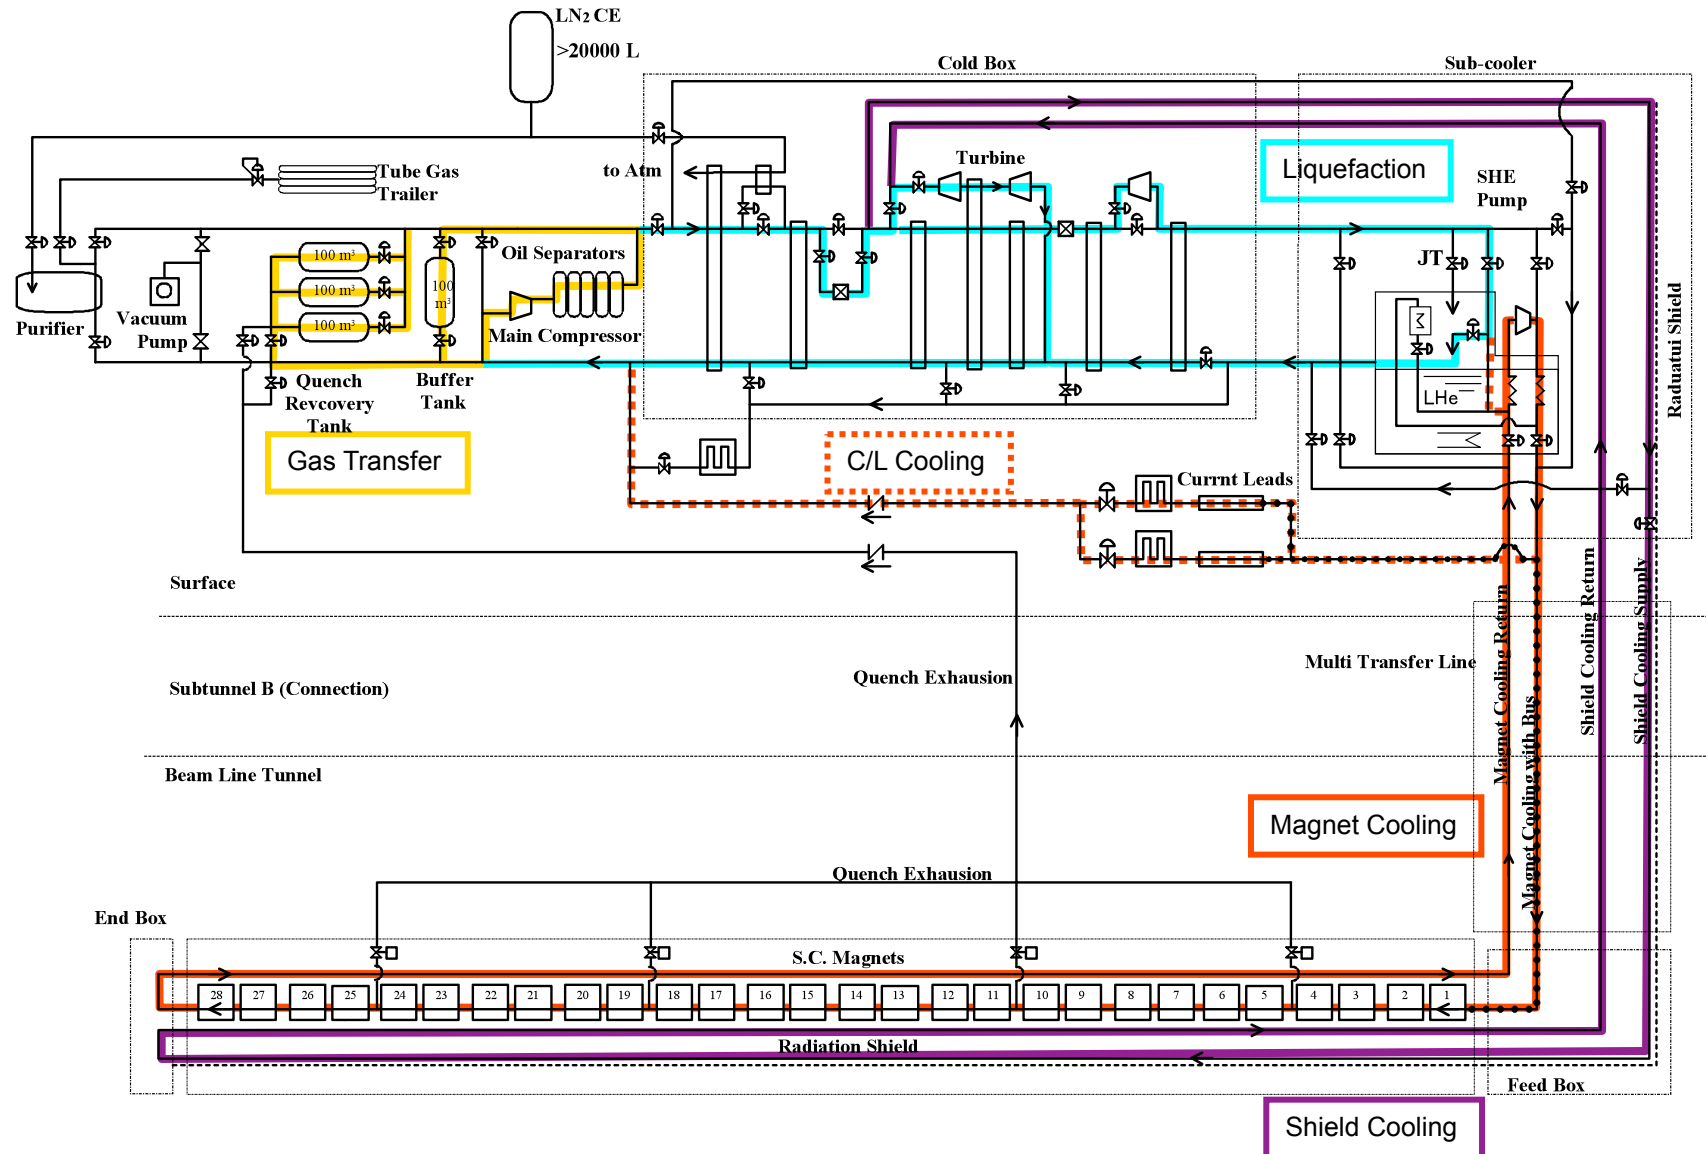 LN2 CE
>20000 L
Cold Box
Sub-cooler
Tube Gas
Trailer
to Atm
Turbine
Liquefaction
SHE
Pump
Oil Separators
JT
100 m³
100 m³
100 m³
100
m³
Purifier
Vacuum
Pump
Main Compressor
Quench
Revcovery
Tank
Buffer
Tank
LHe
Raduatui Shield
Gas Transfer
C/L Cooling
Currnt Leads
Surface
Subtunnel B (Connection)
Quench Exhausion
Multi Transfer Line
Magnet Cooling Return
Magnet Cooling with Bus
Shield Cooling Return
Shield Cooling Supply
Beam Line Tunnel
Magnet Cooling
Quench Exhausion
End Box
S.C. Magnets
28 27 26 25 24 23 22 21 20 19 18 17 16 15 14 13 12 11 10 9 8 7 6 5 4 3 2 1
Radiation Shield
Feed Box
Shield Cooling